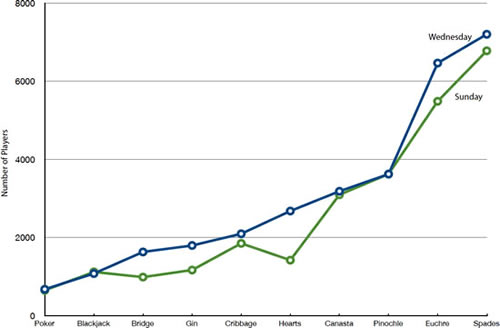 8000
6000
4000
2000
0
Number of Players
Wednesday
Sunday
Poker Blackjack Bridge Gin Cribbage Hearts Canasta Pinochle Euchre Spades